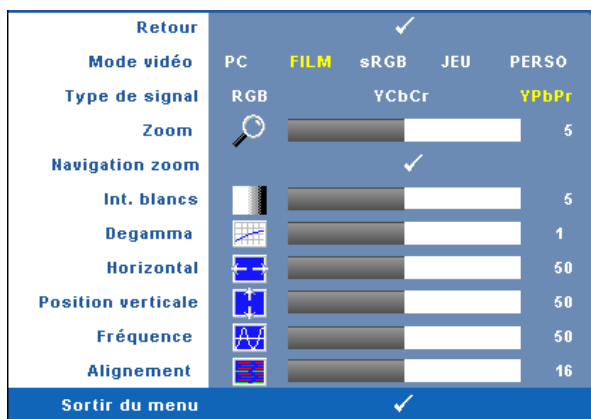 Retour
Mode vidéo PC FILM sRGB JEU PERSO
Type de signal RGB YCbCr YPbPr
Zoom 5
Navigation zoom
Int. blancs 5
Degamma 1
Horizontal 50
Position verticale 50
Fréquence 50
Alignement 16
Sortir du menu